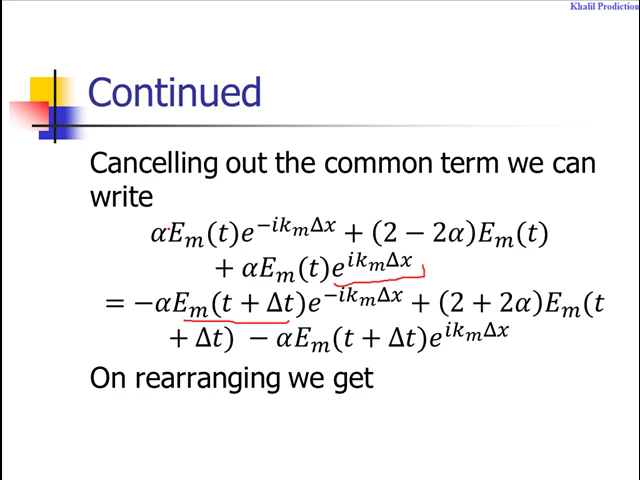 Khalil Prodiction
Continued
Cancelling out the common term we can
write
αE_m(t)e^{-ik_mΔx} + (2 − 2α)E_m(t)
+ αE_m(t)e^{ik_mΔx}
= −αE_m(t + Δt)e^{-ik_mΔx} + (2 + 2α)E_m(t
+ Δt) − αE_m(t + Δt)e^{ik_mΔx}
On rearranging we get